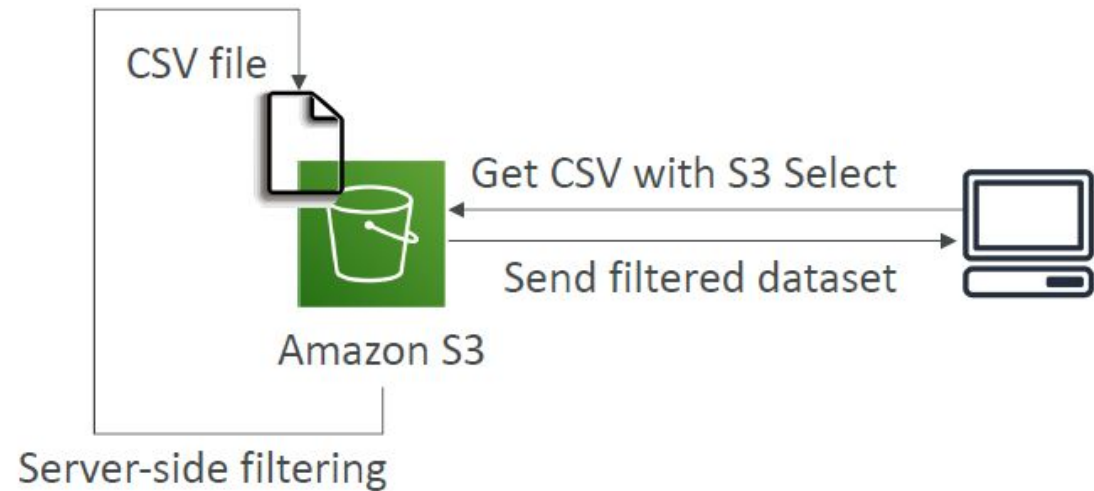 CSV file
Get CSV with S3 Select
Send filtered dataset
Amazon S3
Server-side filtering